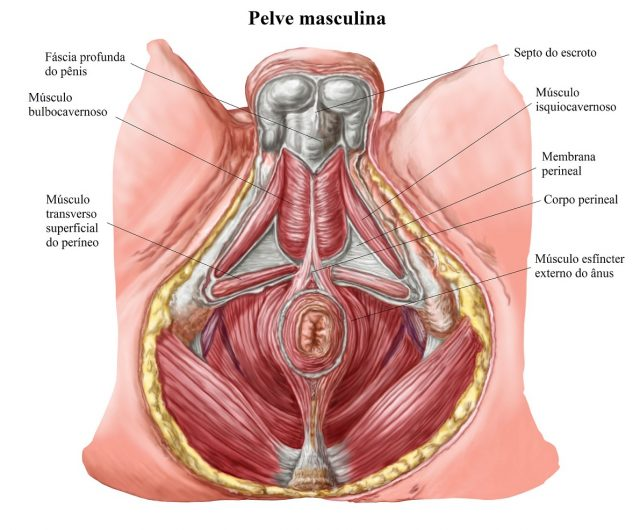 Pelve masculina
Fáscia profunda
do pênis
Músculo
bulbocavernoso
Músculo
transverso
superficial
do períneo
Septo do escroto
Músculo
isquiocavernoso
Membrana
perineal
Corpo perineal
Músculo esfíncter
externo do ânus